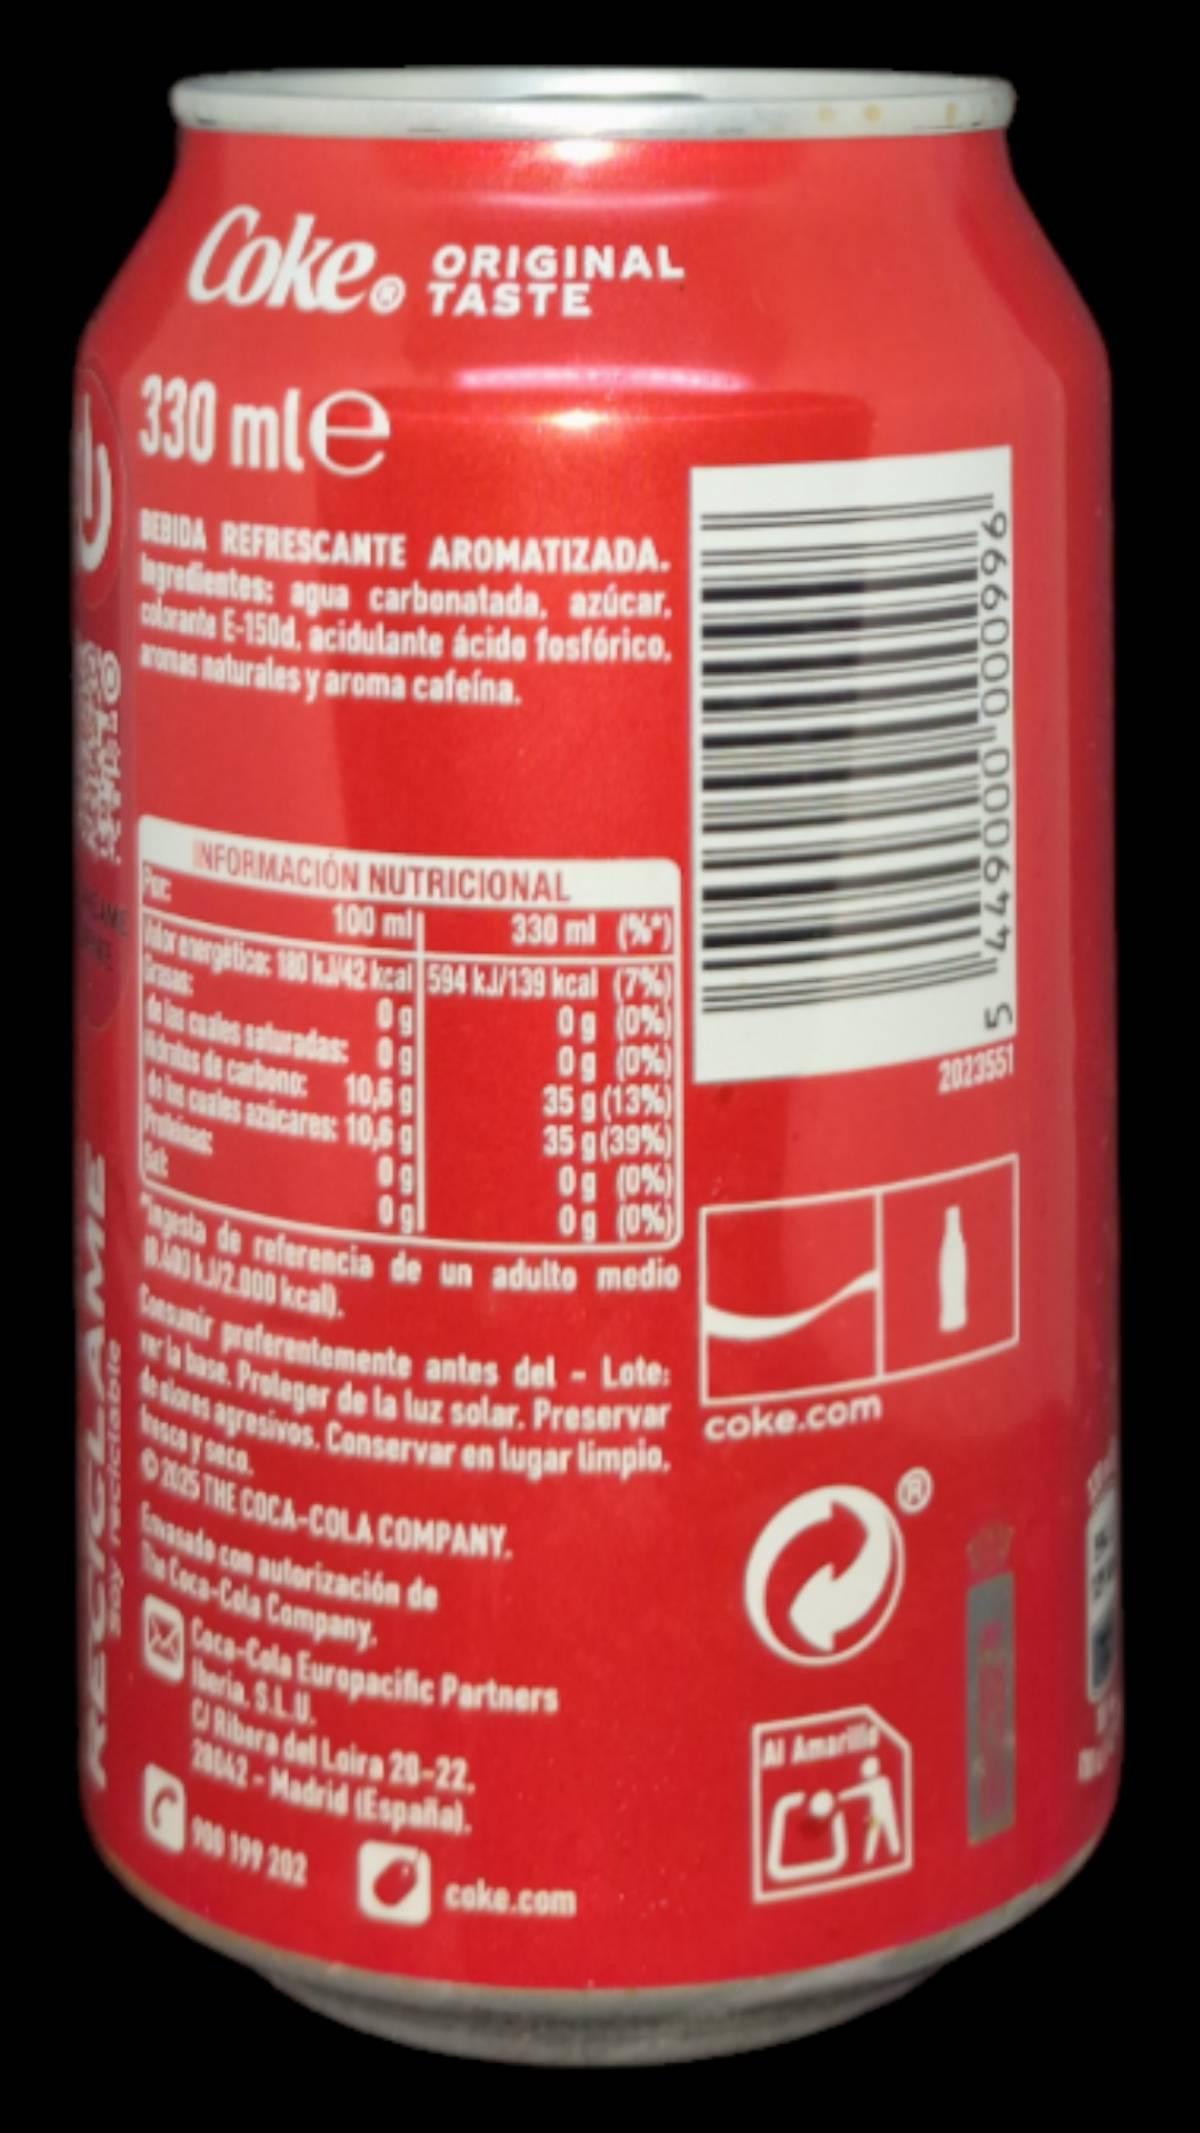 Coke® ORIGINAL
TASTE
330 ml e
BEBIDA REFRESCANTE AROMATIZADA.
Ingredientes: agua carbonatada, azúcar,
colorante E-150d, acidulante ácido fosfórico,
aromas naturales y aroma cafeína.
INFORMACIÓN NUTRICIONAL
Por: 100 ml 330 ml (%*)
Valor energético: 180 kJ/42 kcal 594 kJ/139 kcal (7%)
Grasas: 0 g 0 g (0%)
de las cuales saturadas: 0 g 0 g (0%)
Hidratos de carbono: 10,6 g 35 g (13%)
de los cuales azúcares: 10,6 g 35 g (39%)
Proteínas: 0 g 0 g (0%)
Sal: 0 g 0 g (0%)
*Ingesta de referencia de un adulto medio
(8.400 kJ/2.000 kcal).
Consumir preferentemente antes del - Lote:
ver la base. Proteger de la luz solar. Preservar
de olores agresivos. Conservar en lugar limpio,
fresco y seco.
© 2025 THE COCA-COLA COMPANY.
Envasado con autorización de
The Coca-Cola Company.
Coca-Cola Europacific Partners
Iberia, S.L.U.
C/ Ribera del Loira 20-22.
28042 - Madrid (España).
900 199 202
coke.com
RECICLAME
soy reciclable
5 449000 000996
2023551
coke.com
®
Al Amarillo